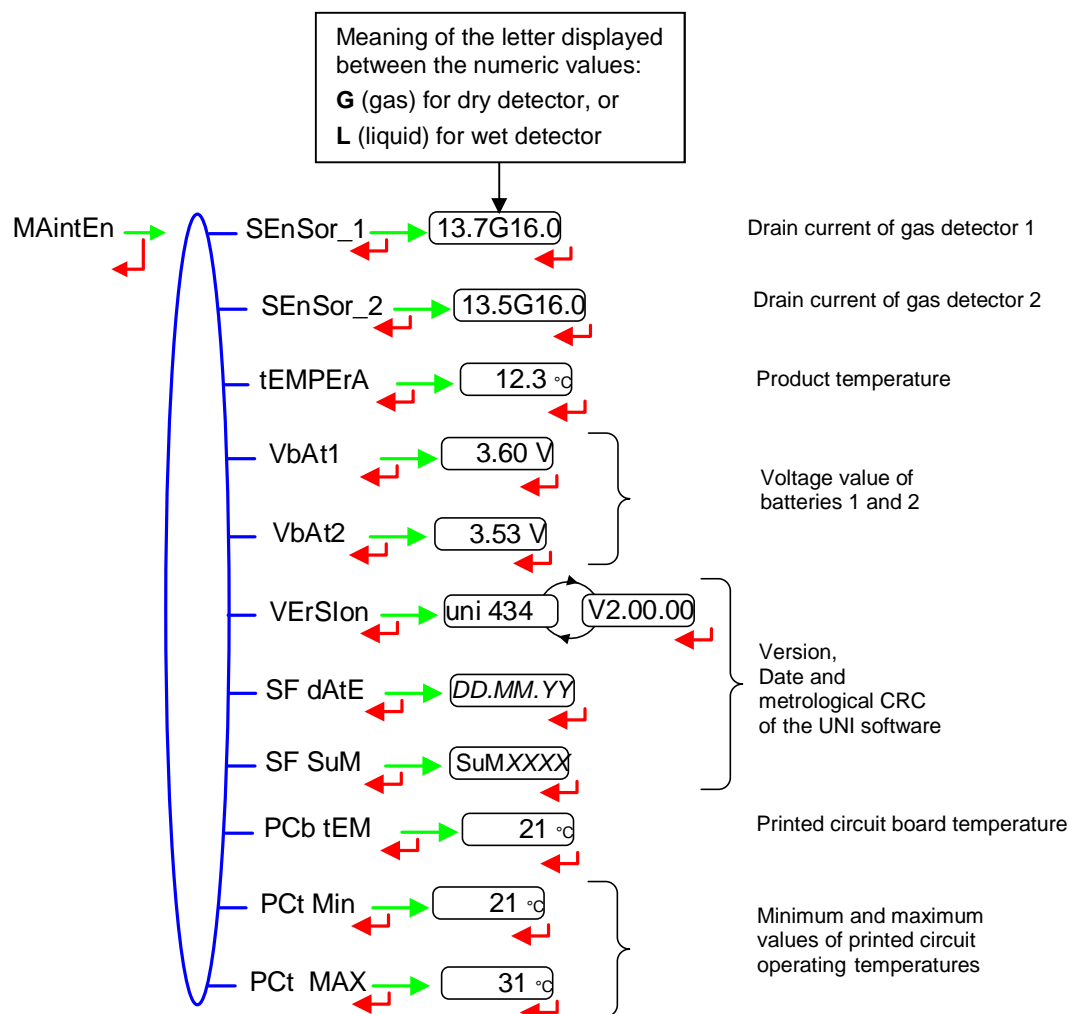 Meaning of the letter displayed
between the numeric values:
G (gas) for dry detector, or
L (liquid) for wet detector
MAintEn
SEnSor_1
13.7G16.0
Drain current of gas detector 1
SEnSor_2
13.5G16.0
Drain current of gas detector 2
tEMPErA
12.3 °C
Product temperature
VbAt1
3.60 V
Voltage value of
batteries 1 and 2
VbAt2
3.53 V
VErSIon
uni 434
V2.00.00
Version,
Date and
metrological CRC
of the UNI software
SF dAtE
DD.MM.YY
SF SuM
SuMXXXX
PCb tEM
21 °C
Printed circuit board temperature
PCt Min
21 °C
Minimum and maximum
values of printed circuit
operating temperatures
PCt MAX
31 °C